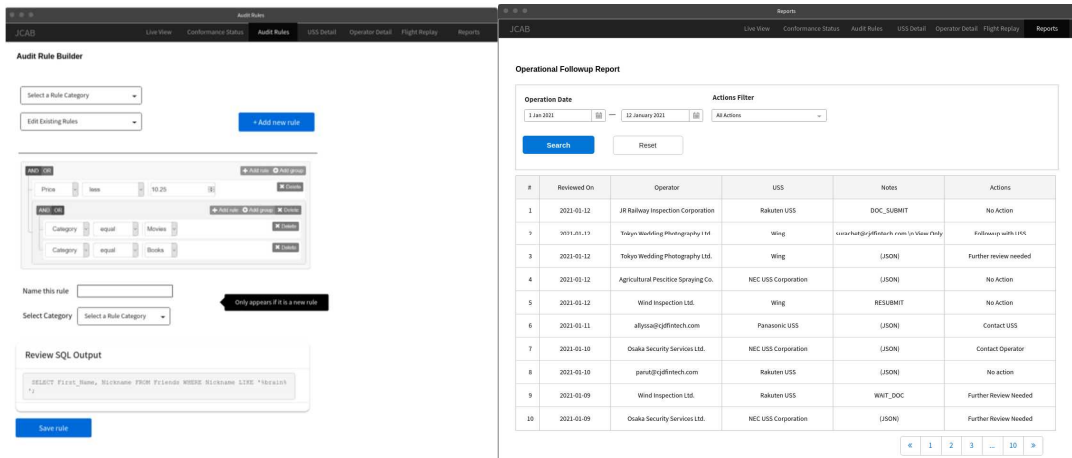 Audit Rules
JCAB Live View Conformance Status Audit Rules USS Detail Operator Detail Flight Replay Reports
Audit Rule Builder
Select a Rule Category
Edit Existing Rules
+ Add new rule
AND OR + Add rule Add group
Price less 10.25 Delete
AND OR + Add rule Add group Delete
Category equal Movies Delete
Category equal Books Delete
Name this rule
Only appears if it is a new rule
Select Category Select a Rule Category
Review SQL Output
SELECT First_Name, Nickname FROM Friends WHERE Nickname LIKE '%brain%
';
Save rule
Reports
JCAB Live View Conformance Status Audit Rules USS Detail Operator Detail Flight Replay Reports
Operational Followup Report
Operation Date Actions Filter
1 Jan 2021 — 12 January 2021 All Actions
Search Reset
# Reviewed On Operator USS Notes Actions
1 2021-01-12 JR Railway Inspection Corporation Rakuten USS DOC_SUBMIT No Action
2 2021-01-12 Tokyo Wedding Photography Ltd. Wing surachet@cjdfintech.com \n View Only Followup with USS
3 2021-01-12 Tokyo Wedding Photography Ltd. Wing (JSON) Further review needed
4 2021-01-12 Agricultural Pescitice Spraying Co. NEC USS Corporation (JSON) No Action
5 2021-01-12 Wind Inspection Ltd. Wing RESUBMIT No Action
6 2021-01-11 allyssa@cjdfintech.com Panasonic USS (JSON) Contact USS
7 2021-01-10 Osaka Security Services Ltd. NEC USS Corporation (JSON) Contact Operator
8 2021-01-10 parut@cjdfintech.com Rakuten USS (JSON) No action
9 2021-01-09 Wind Inspection Ltd. Rakuten USS WAIT_DOC Further Review Needed
10 2021-01-09 Osaka Security Services Ltd. NEC USS Corporation (JSON) Further Review Needed
« 1 2 3 ... 10 »